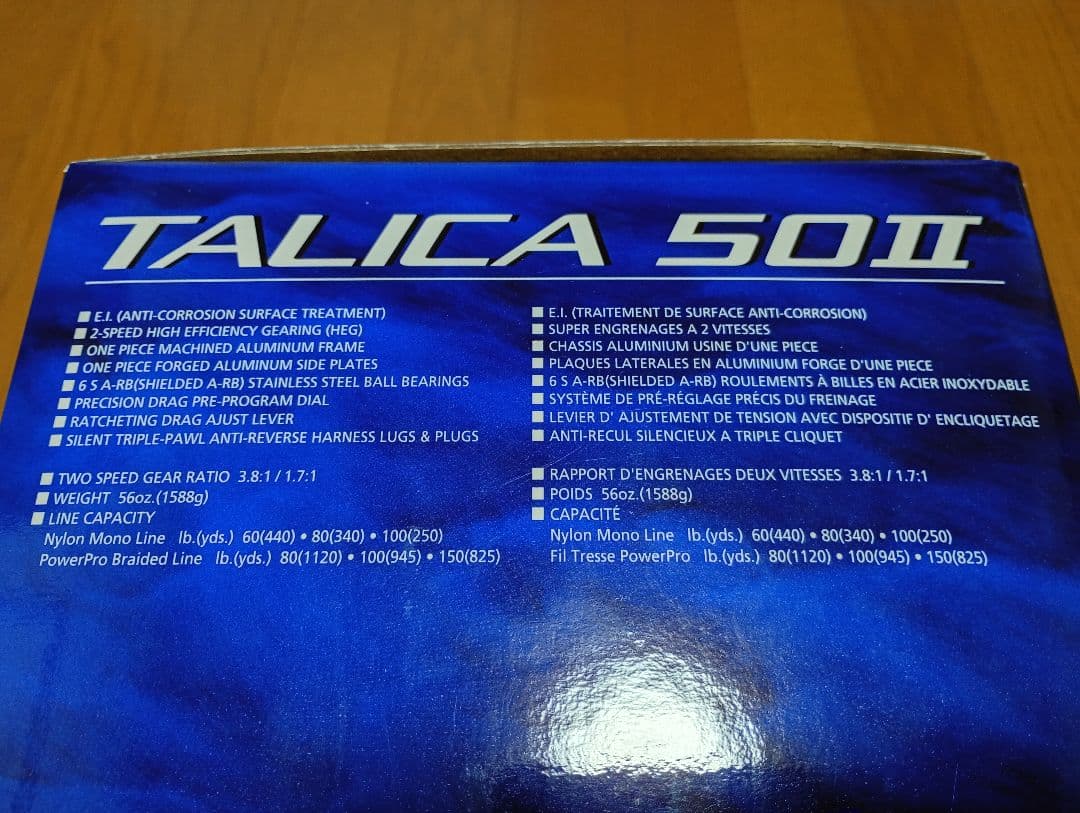 TALICA 50II
■ E.I. (ANTI-CORROSION SURFACE TREATMENT)
■ 2-SPEED HIGH EFFICIENCY GEARING (HEG)
■ ONE PIECE MACHINED ALUMINUM FRAME
■ ONE PIECE FORGED ALUMINUM SIDE PLATES
■ 6 S A-RB(SHIELDED A-RB) STAINLESS STEEL BALL BEARINGS
■ PRECISION DRAG PRE-PROGRAM DIAL
■ RATCHETING DRAG AJUST LEVER
■ SILENT TRIPLE-PAWL ANTI-REVERSE HARNESS LUGS & PLUGS
■ TWO SPEED GEAR RATIO 3.8:1 / 1.7:1
■ WEIGHT 56oz.(1588g)
■ LINE CAPACITY
Nylon Mono Line lb.(yds.) 60(440) • 80(340) • 100(250)
PowerPro Braided Line lb.(yds.) 80(1120) • 100(945) • 150(825)
■ E.I. (TRAITEMENT DE SURFACE ANTI-CORROSION)
■ SUPER ENGRENAGES A 2 VITESSES
■ CHASSIS ALUMINIUM USINE D'UNE PIECE
■ PLAQUES LATERALES EN ALUMINIUM FORGE D'UNE PIECE
■ 6 S A-RB(SHIELDED A-RB) ROULEMENTS À BILLES EN ACIER INOXYDABLE
■ SYSTÈME DE PRÉ-RÉGLAGE PRÉCIS DU FREINAGE
■ LEVIER D' AJUSTEMENT DE TENSION AVEC DISPOSITIF D' ENCLIQUETAGE
■ ANTI-RECUL SILENCIEUX A TRIPLE CLIQUET
■ RAPPORT D'ENGRENAGES DEUX VITESSES 3.8:1 / 1.7:1
■ POIDS 56oz.(1588g)
■ CAPACITÉ
Nylon Mono Line lb.(yds.) 60(440) • 80(340) • 100(250)
Fil Tresse PowerPro lb.(yds.) 80(1120) • 100(945) • 150(825)